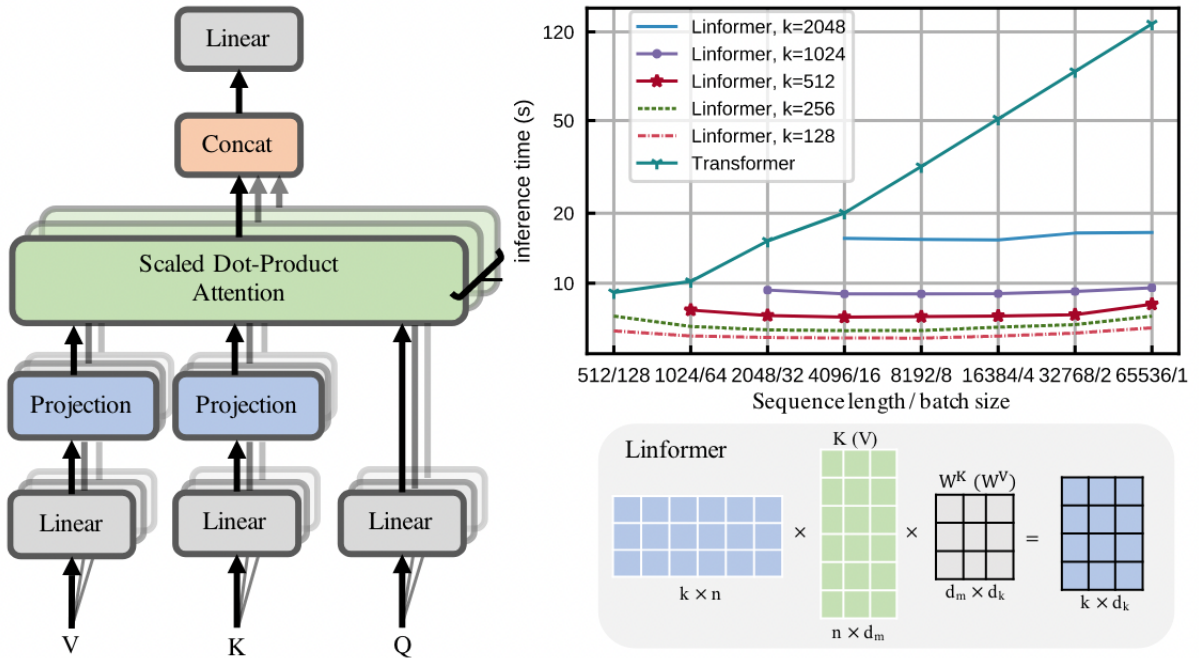 Linear
Concat
Scaled Dot-Product
Attention
Projection
Projection
Linear
Linear
Linear
V
K
Q
inference time (s)
120
50
20
10
Linformer, k=2048
Linformer, k=1024
Linformer, k=512
Linformer, k=256
Linformer, k=128
Transformer
512/128 1024/64 2048/32 4096/16 8192/8 16384/4 32768/2 65536/1
Sequence length / batch size
Linformer
K (V)
W^K (W^V)
× × =
k × n
n × d_m
d_m × d_k
k × d_k